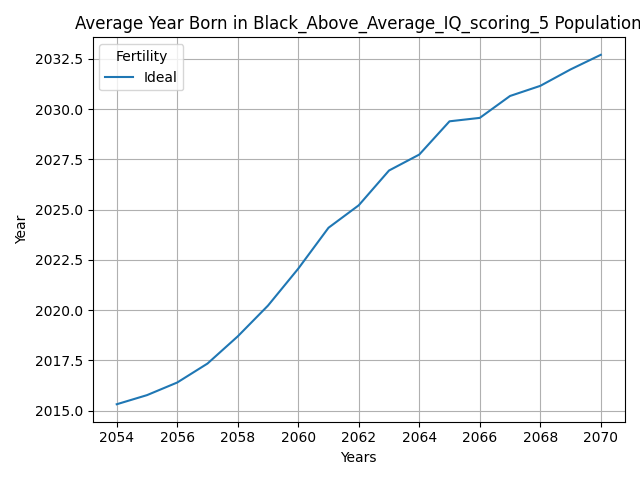 Average Year Born in Black_Above_Average_IQ_scoring_5 Population
Fertility
Ideal
2032.5
2030.0
2027.5
2025.0
2022.5
2020.0
2017.5
2015.0
Year
2054 2056 2058 2060 2062 2064 2066 2068 2070
Years